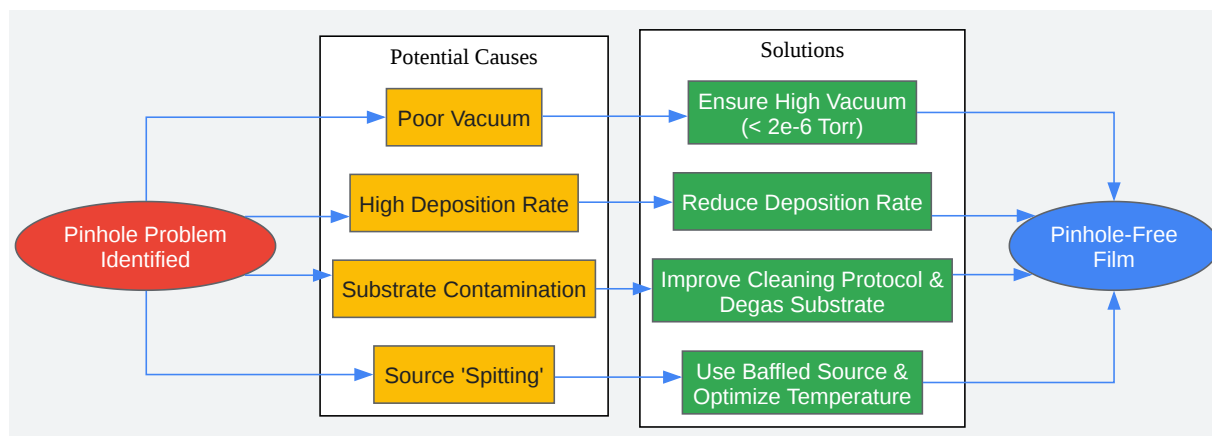 Potential Causes
Solutions
Pinhole Problem
Identified
Poor Vacuum
High Deposition Rate
Substrate Contamination
Source 'Spitting'
Ensure High Vacuum
(< 2e-6 Torr)
Reduce Deposition Rate
Improve Cleaning Protocol &
Degas Substrate
Use Baffled Source &
Optimize Temperature
Pinhole-Free
Film